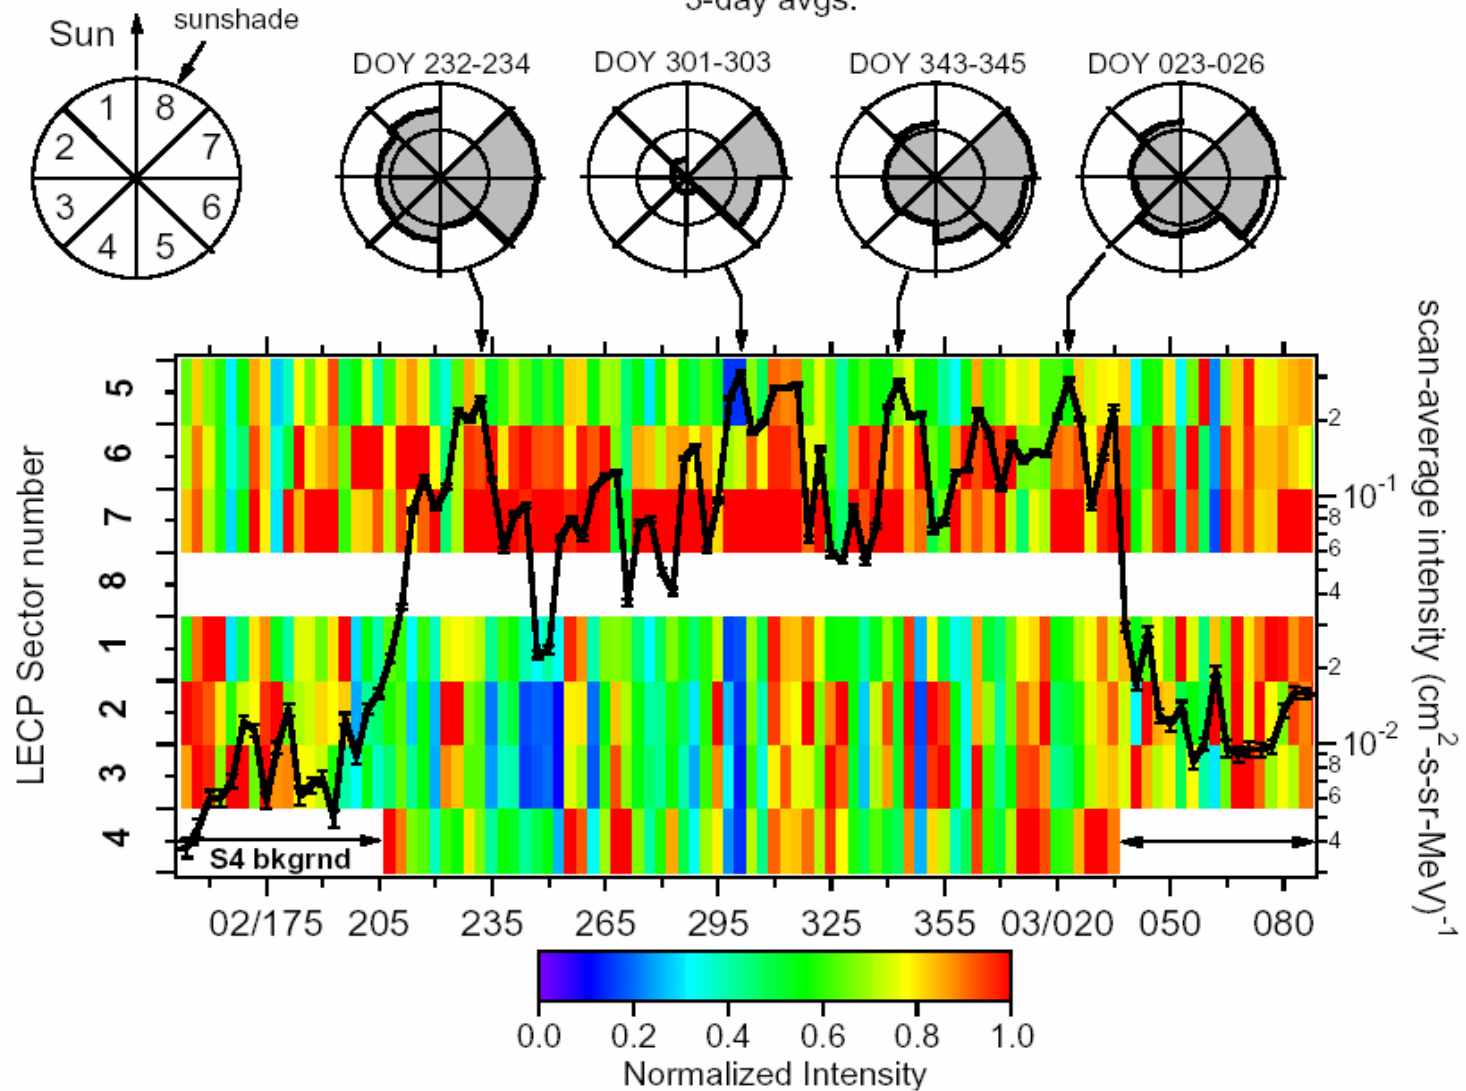 3-day avgs.
sunshade
Sun
1 8
2 7
3 6
4 5
DOY 232-234
DOY 301-303
DOY 343-345
DOY 023-026
LECP Sector number
5
6
7
8
1
2
3
4
S4 bkgrnd
2
10-1
8
6
4
2
10-2
8
6
4
scan-average intensity (cm2-s-sr-MeV)-1
02/175 205 235 265 295 325 355 03/020 050 080
0.0 0.2 0.4 0.6 0.8 1.0
Normalized Intensity